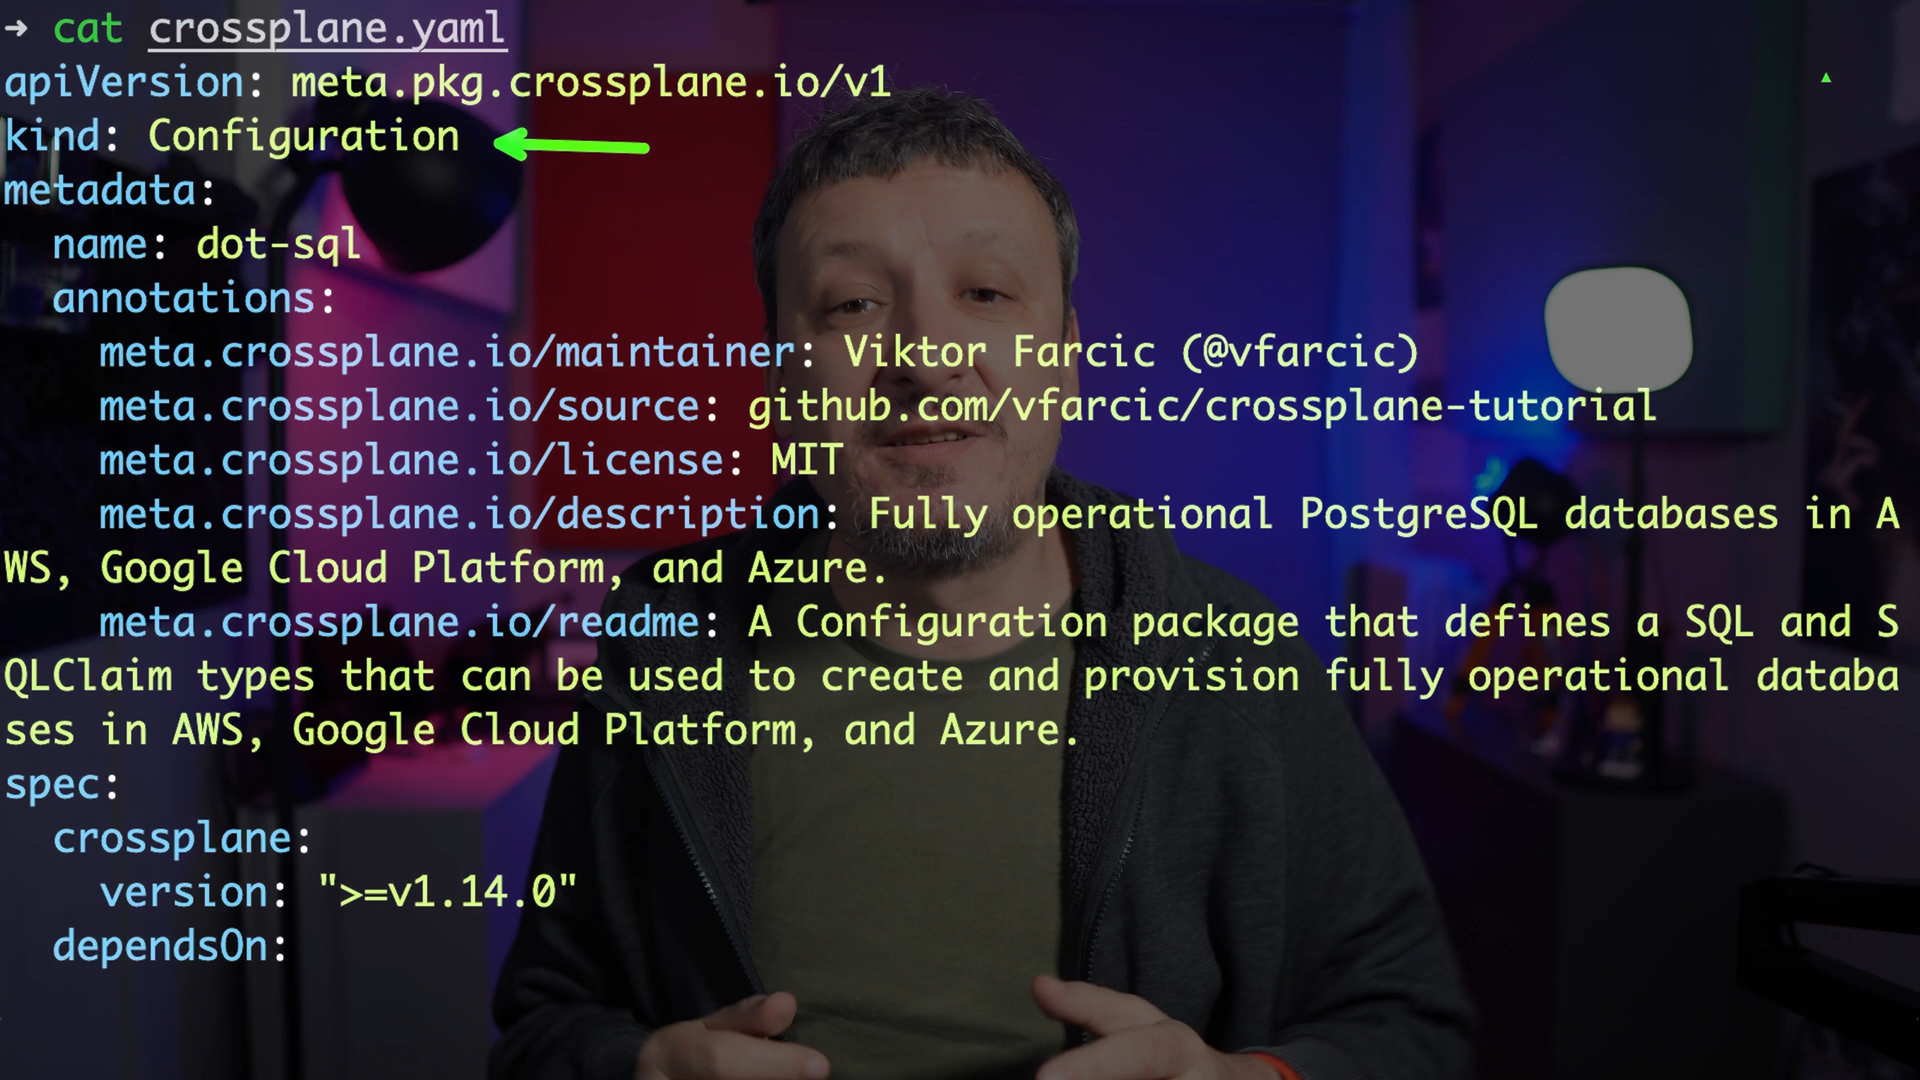 → cat crossplane.yaml
apiVersion: meta.pkg.crossplane.io/v1
kind: Configuration
metadata:
  name: dot-sql
  annotations:
    meta.crossplane.io/maintainer: Viktor Farcic (@vfarcic)
    meta.crossplane.io/source: github.com/vfarcic/crossplane-tutorial
    meta.crossplane.io/license: MIT
    meta.crossplane.io/description: Fully operational PostgreSQL databases in A
WS, Google Cloud Platform, and Azure.
    meta.crossplane.io/readme: A Configuration package that defines a SQL and S
QLClaim types that can be used to create and provision fully operational databa
ses in AWS, Google Cloud Platform, and Azure.
spec:
  crossplane:
    version: ">=v1.14.0"
  dependsOn: